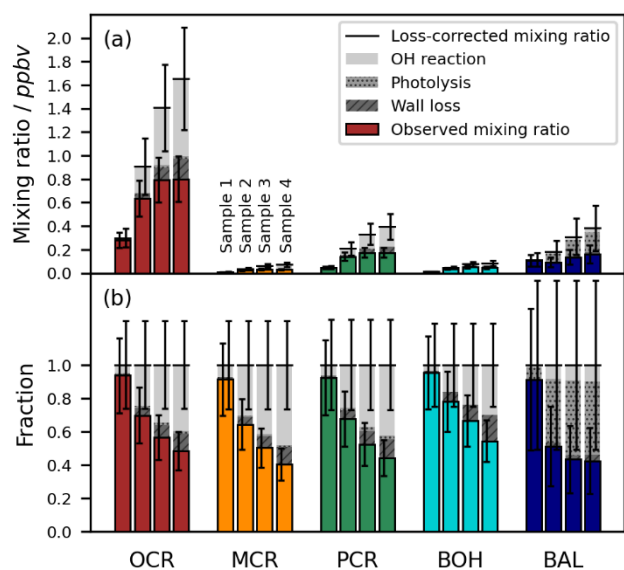 (a)
Loss-corrected mixing ratio
OH reaction
Photolysis
Wall loss
Observed mixing ratio
Mixing ratio / ppbv
2.0
1.8
1.6
1.4
1.2
1.0
0.8
0.6
0.4
0.2
0.0
Sample 1
Sample 2
Sample 3
Sample 4
(b)
Fraction
1.0
0.8
0.6
0.4
0.2
0.0
OCR MCR PCR BOH BAL